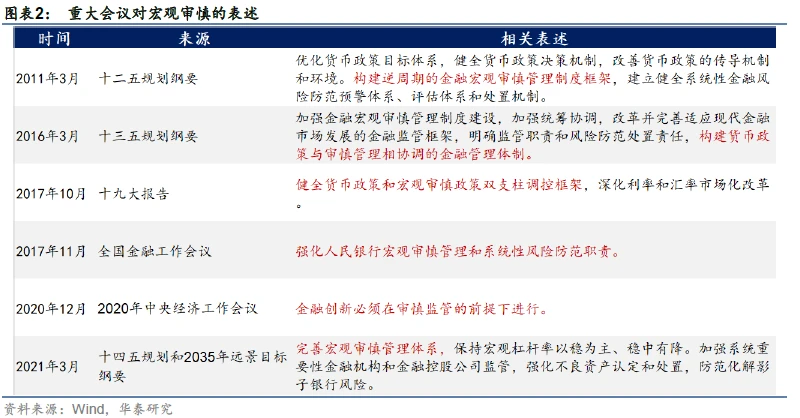 图表2： 重大会议对宏观审慎的表述
时间 来源 相关表述
优化货币政策目标体系，健全货币政策决策机制，改善货币政策的传导机制
2011年3月 十二五规划纲要 和环境。构建逆周期的金融宏观审慎管理制度框架，建立健全系统性金融风
险防范预警体系、评估体系和处置机制。
加强金融宏观审慎管理制度建设，加强统筹协调，改革并完善适应现代金融
2016年3月 十三五规划纲要 市场发展的金融监管框架，明确监管职责和风险防范处置责任，构建货币政
策与审慎管理相协调的金融管理体制。
2017年10月 十九大报告 健全货币政策和宏观审慎政策双支柱调控框架，深化利率和汇率市场化改革
。
2017年11月 全国金融工作会议 强化人民银行宏观审慎管理和系统性风险防范职责。
2020年12月 2020年中央经济工作会议 金融创新必须在审慎监管的前提下进行。
2021年3月 十四五规划和2035年远景目标
纲要
完善宏观审慎管理体系，保持宏观杠杆率以稳为主、稳中有降。加强系统重
要性金融机构和金融控股公司监管，强化不良资产认定和处置，防范化解影
子银行风险。
资料来源：Wind，华泰研究